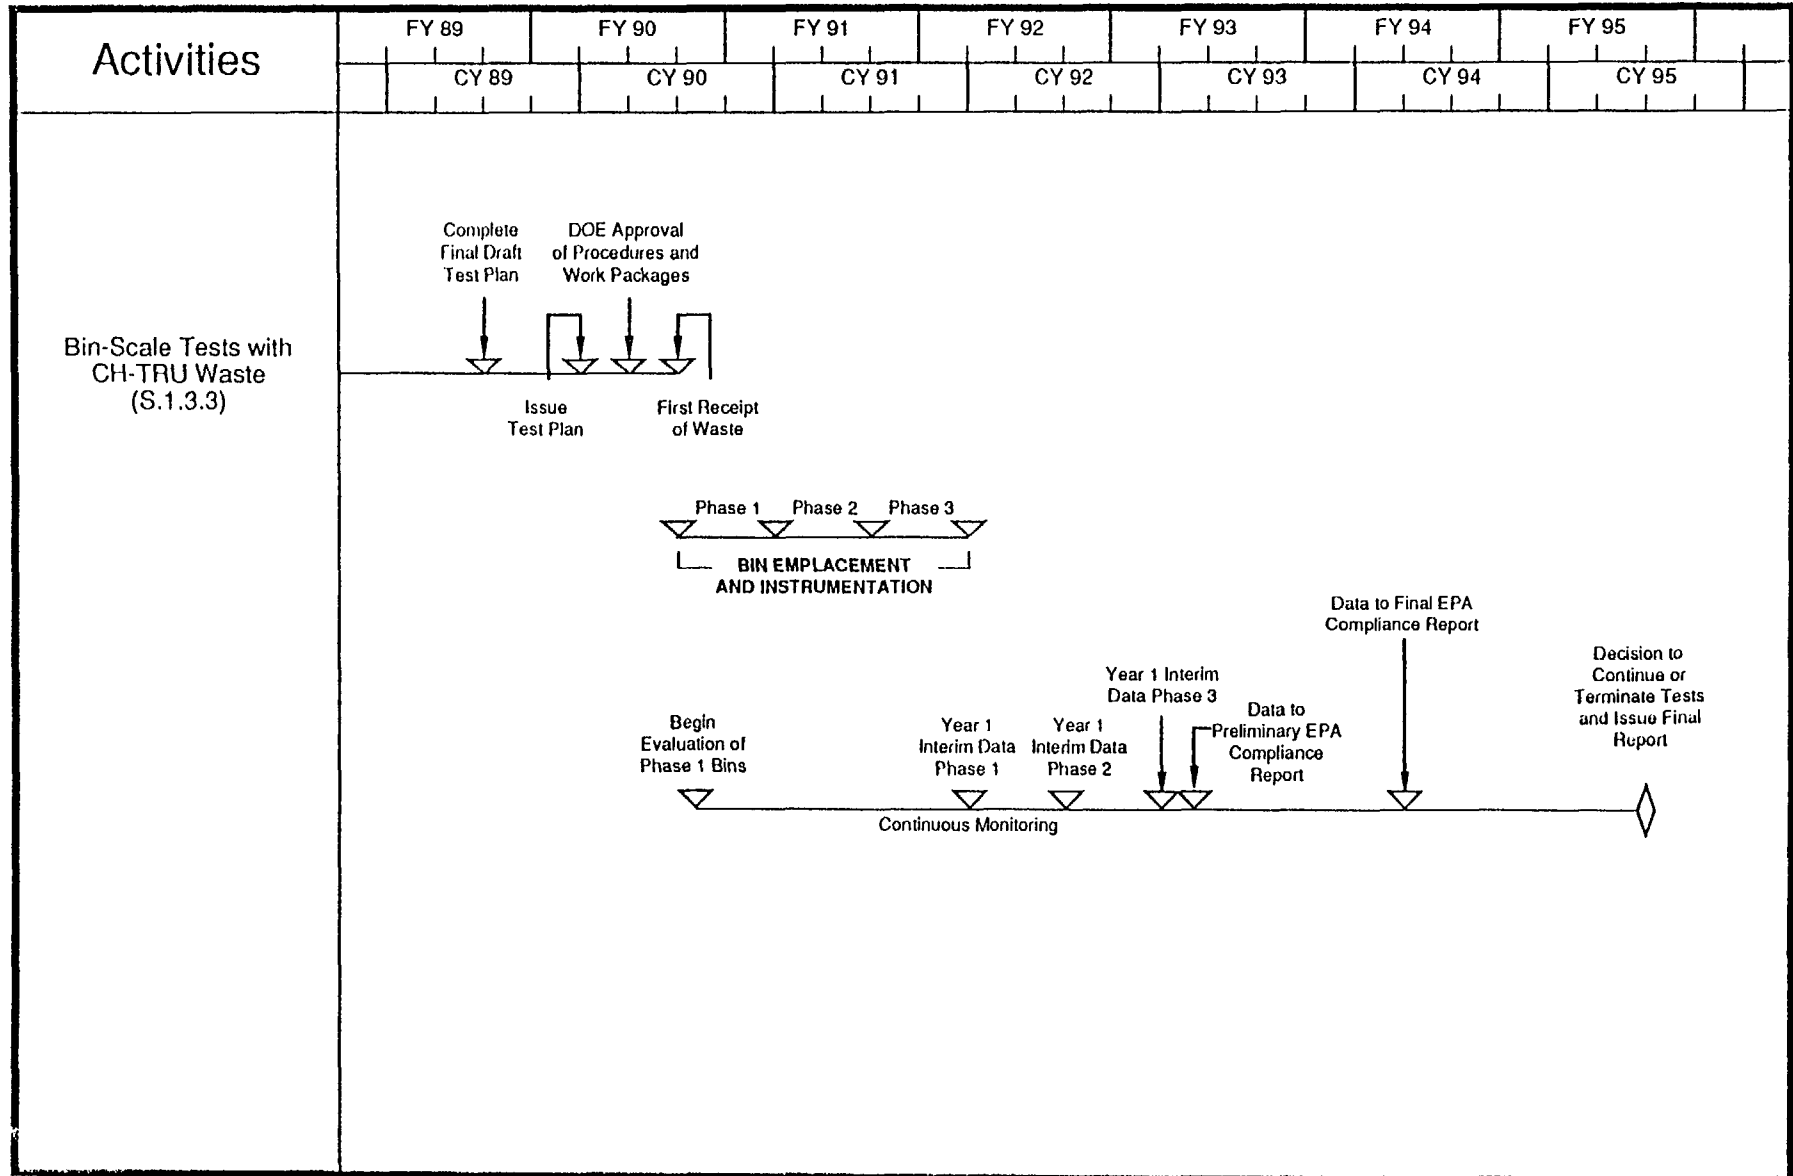 Activities
FY 89
FY 90
FY 91
FY 92
FY 93
FY 94
FY 95
CY 89
CY 90
CY 91
CY 92
CY 93
CY 94
CY 95
Bin-Scale Tests with
CH-TRU Waste
(S.1.3.3)
Complete
Final Draft
Test Plan
DOE Approval
of Procedures and
Work Packages
Issue
Test Plan
First Receipt
of Waste
Phase 1
Phase 2
Phase 3
BIN EMPLACEMENT
AND INSTRUMENTATION
Begin
Evaluation of
Phase 1 Bins
Year 1
Interim Data
Phase 1
Year 1
Interim Data
Phase 2
Year 1 Interim
Data Phase 3
Data to
Preliminary EPA
Compliance
Report
Data to Final EPA
Compliance Report
Decision to
Continue or
Terminate Tests
and Issue Final
Report
Continuous Monitoring